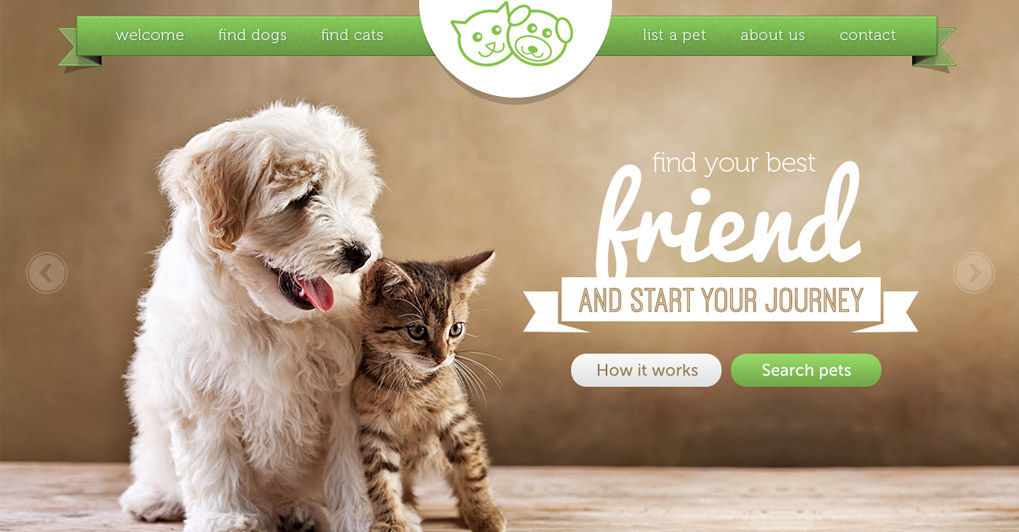 welcome find dogs find cats list a pet about us contact
find your best
friend
AND START YOUR JOURNEY
How it works Search pets